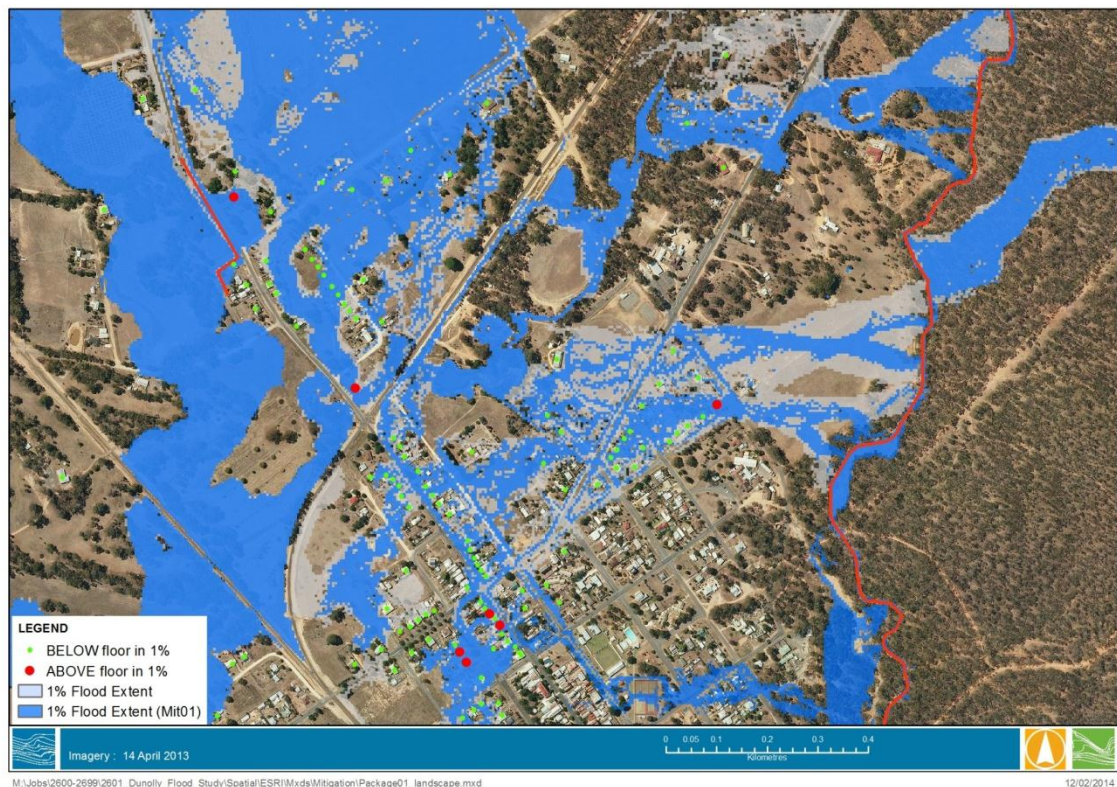 LEGEND
BELOW floor in 1%
ABOVE floor in 1%
1% Flood Extent
1% Flood Extent (Mit01)
Imagery : 14 April 2013
0 0.05 0.1 0.2 0.3 0.4
Kilometres
M:\Jobs\2600-2699\2601_Dunolly_Flood_Study\Spatial\ESRI\Mxds\Mitigation\Package01_landscape.mxd
12/02/2014